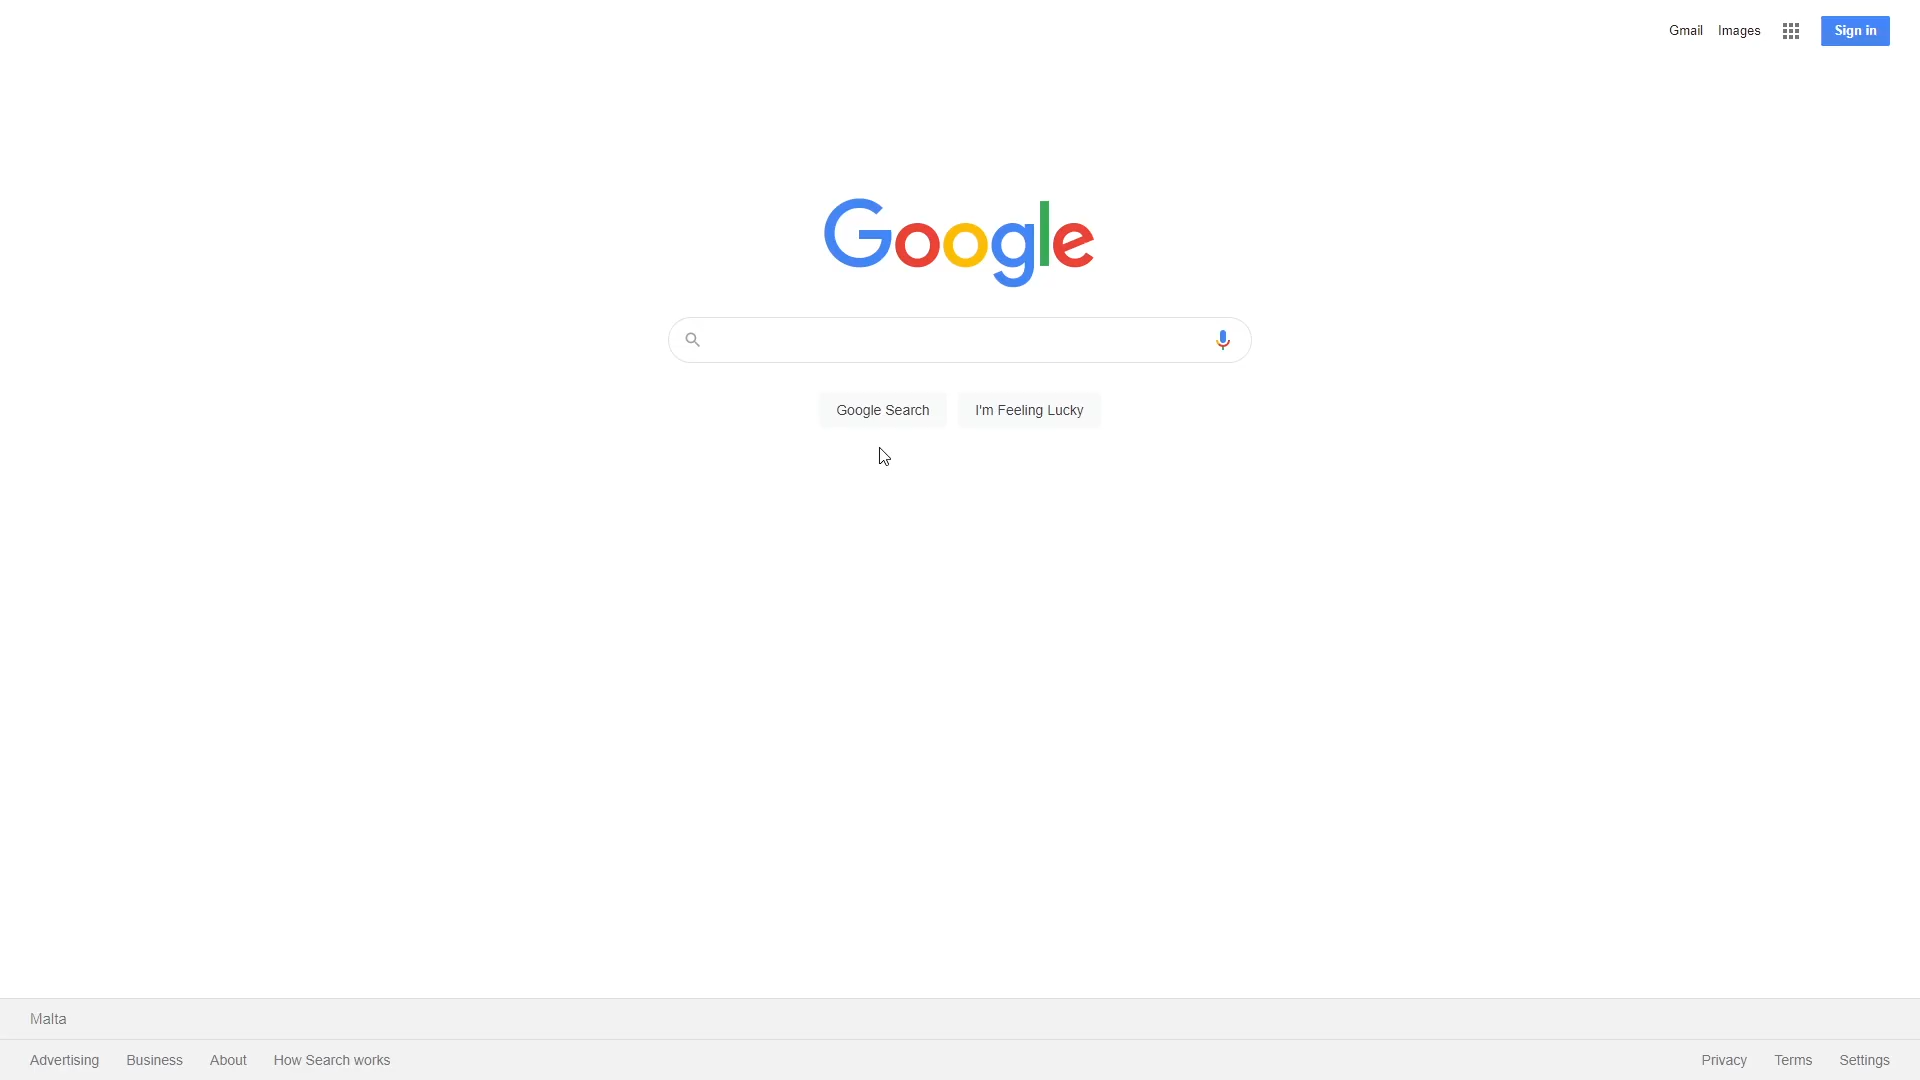 Gmail Images Sign in
Google
Google Search I'm Feeling Lucky
Malta
Advertising Business About How Search works Privacy Terms Settings